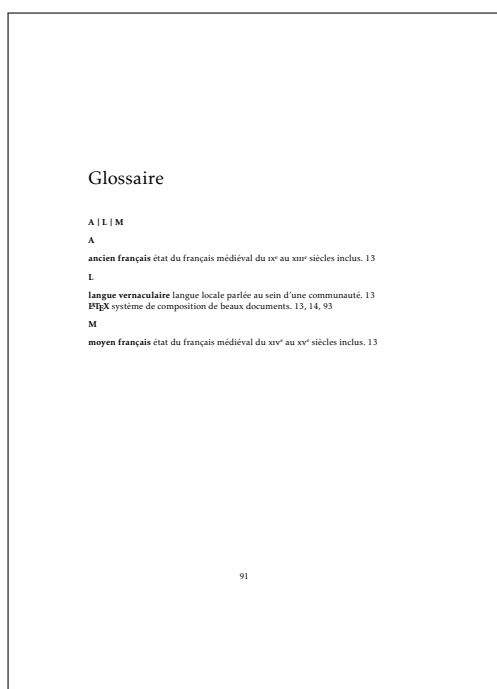 Glossaire
A | L | M
A
ancien français état du français médiéval du IXᵉ au XIIIᵉ siècles inclus. 13
L
langue vernaculaire langue locale parlée au sein d'une communauté. 13
LATEX système de composition de beaux documents. 13, 14, 93
M
moyen français état du français médiéval du XIVᵉ au XVᵉ siècles inclus. 13
91